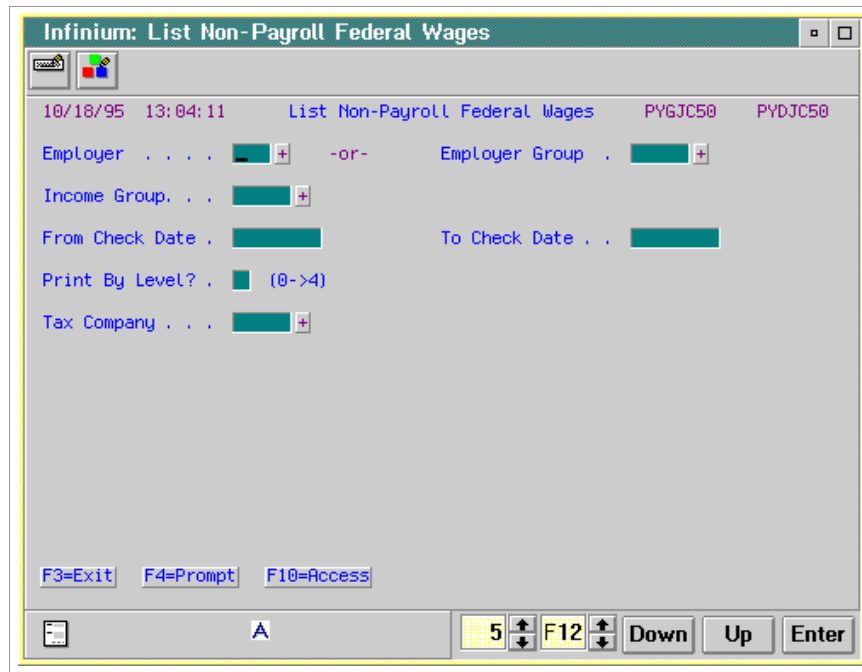 Infinium: List Non-Payroll Federal Wages
10/18/95 13:04:11 List Non-Payroll Federal Wages PYGJC50 PYDJC50
Employer . . . . + -or- Employer Group . +
Income Group. . . +
From Check Date . To Check Date . .
Print By Level? . (0->4)
Tax Company . . . +
F3=Exit F4=Prompt F10=Access
A 5 F12 Down Up Enter